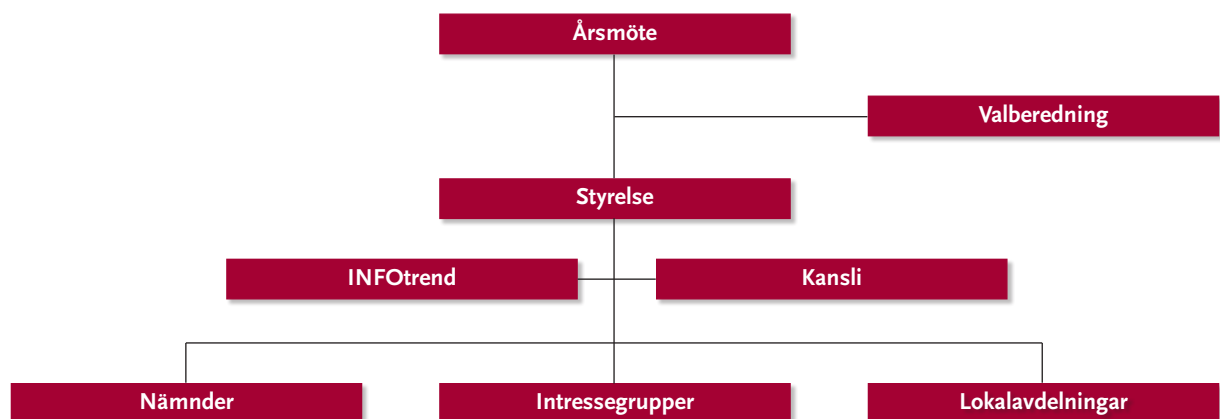 Årsmöte
Valberedning
Styrelse
INFOtrend
Kansli
Nämnder
Intressegrupper
Lokalavdelningar